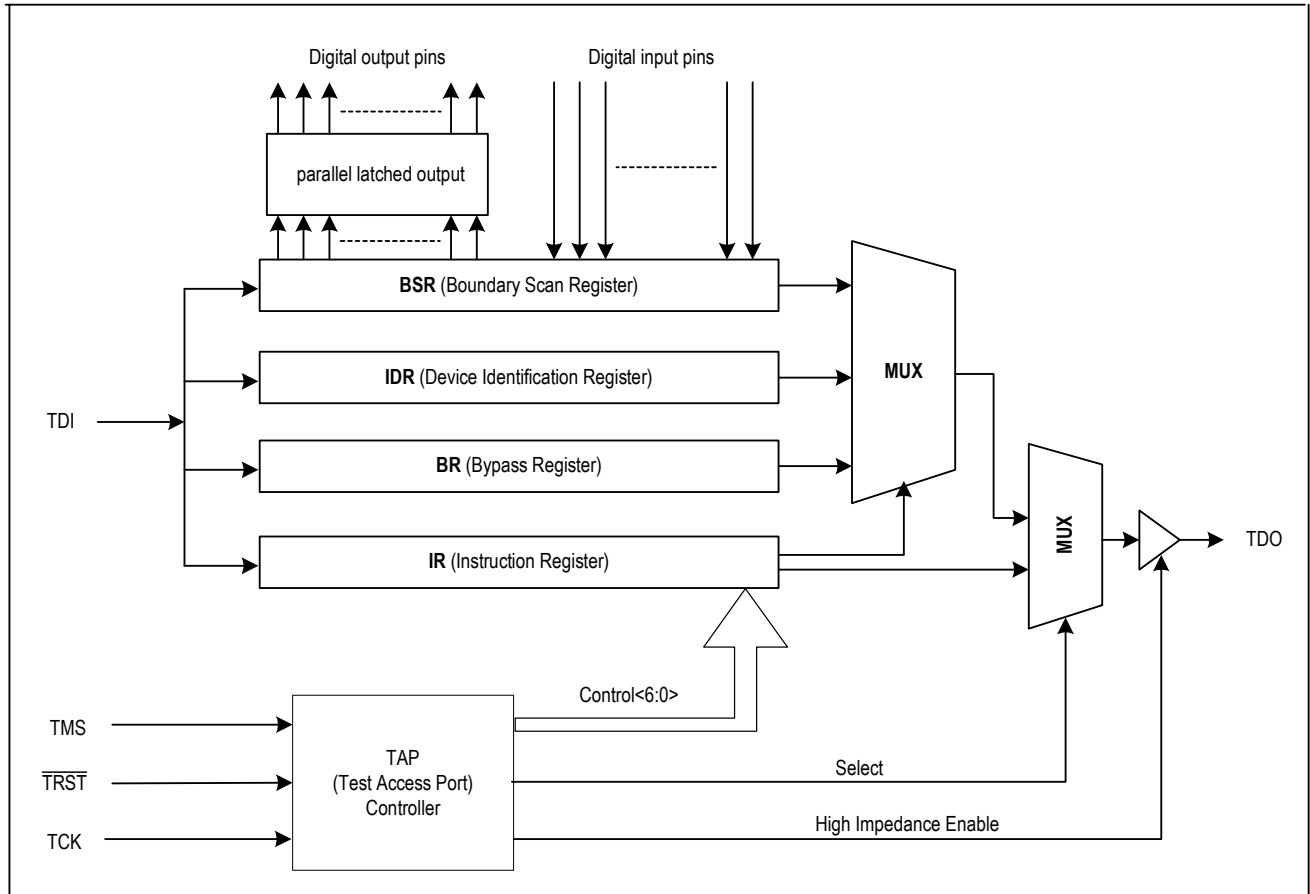 Digital output pins
Digital input pins
parallel latched output
BSR (Boundary Scan Register)
IDR (Device Identification Register)
MUX
TDI
BR (Bypass Register)
IR (Instruction Register)
MUX
TDO
Control<6:0>
TMS
TRST
TCK
TAP
(Test Access Port)
Controller
Select
High Impedance Enable